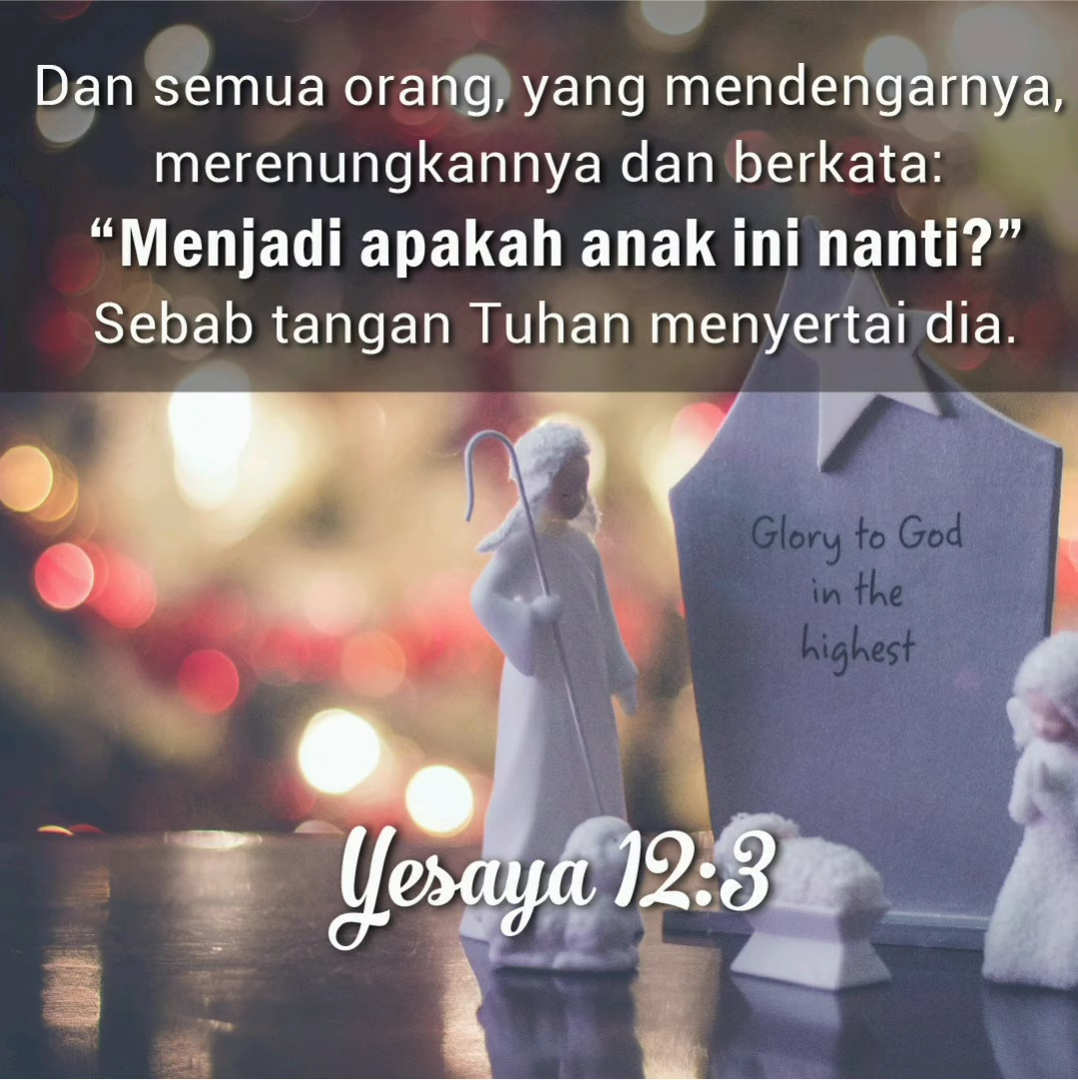 Dan semua orang, yang mendengarnya,
merenungkannya dan berkata:
“Menjadi apakah anak ini nanti?”
Sebab tangan Tuhan menyertai dia.
Glory to God
in the
highest
Yesaya 12:3